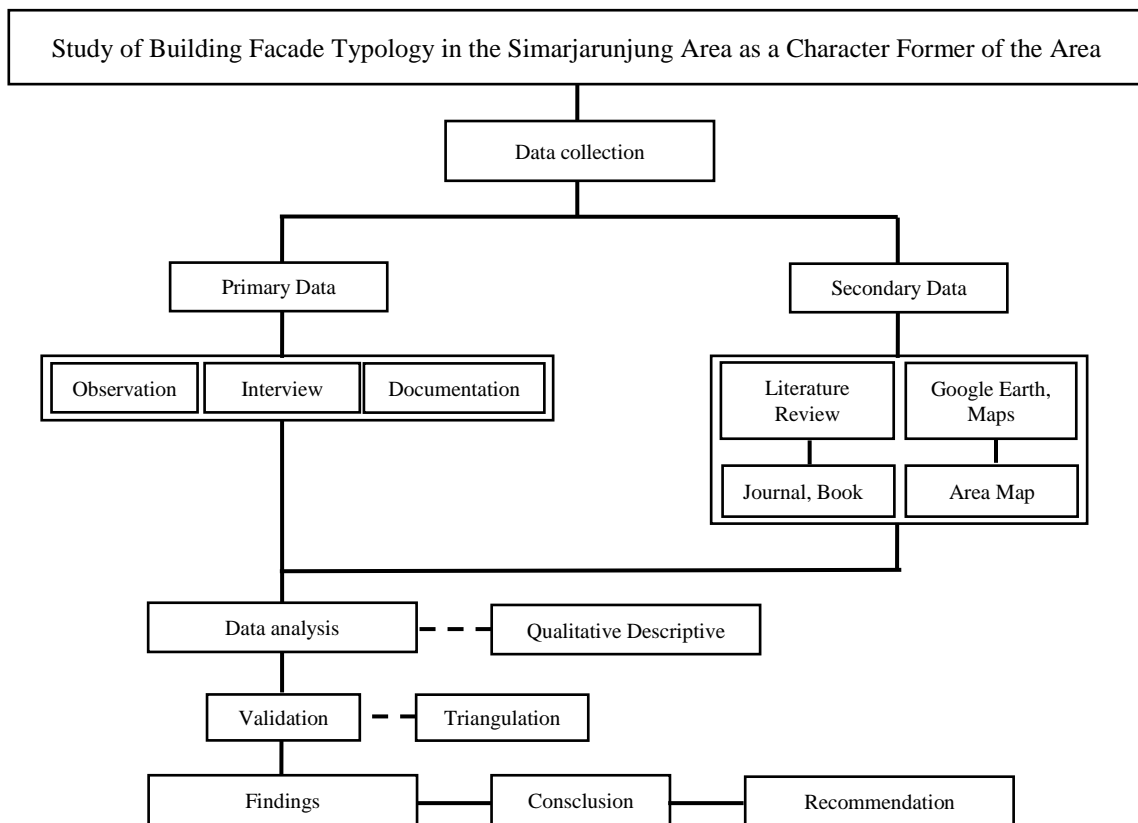 Study of Building Facade Typology in the Simarjarunjung Area as a Character Former of the Area
Data collection
Primary Data
Secondary Data
Observation
Interview
Documentation
Literature
Review
Google Earth,
Maps
Journal, Book
Area Map
Data analysis
Qualitative Descriptive
Validation
Triangulation
Findings
Consclusion
Recommendation